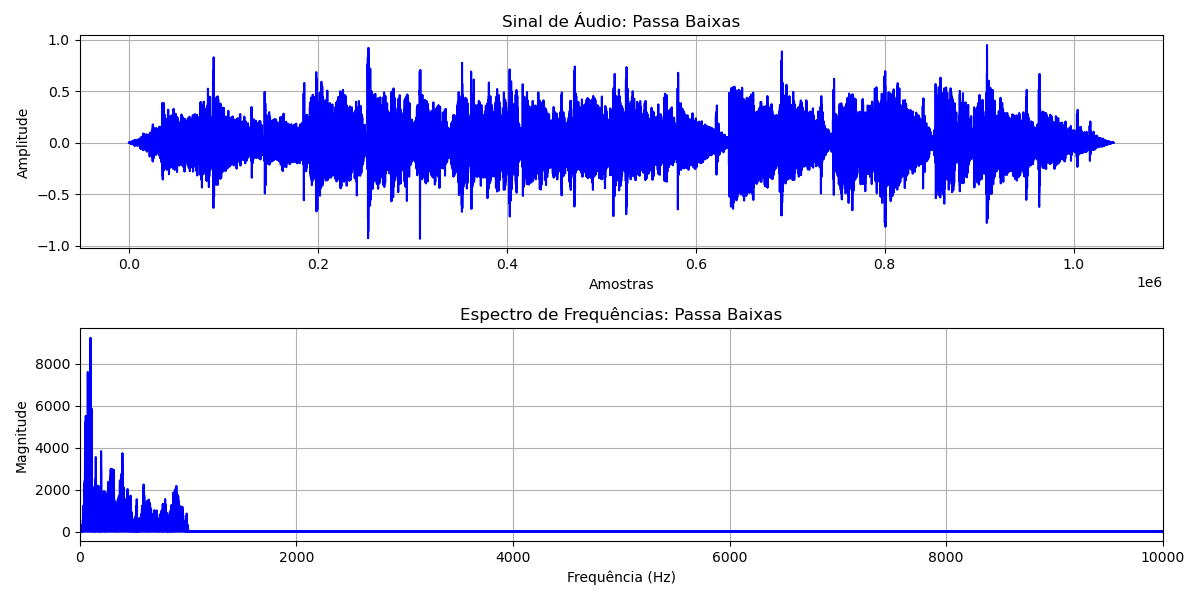 Sinal de Áudio: Passa Baixas
1.0
0.5
0.0
−0.5
−1.0
Amplitude
0.0 0.2 0.4 0.6 0.8 1.0
1e6
Amostras
Espectro de Frequências: Passa Baixas
8000
6000
4000
2000
0
Magnitude
0 2000 4000 6000 8000 10000
Frequência (Hz)